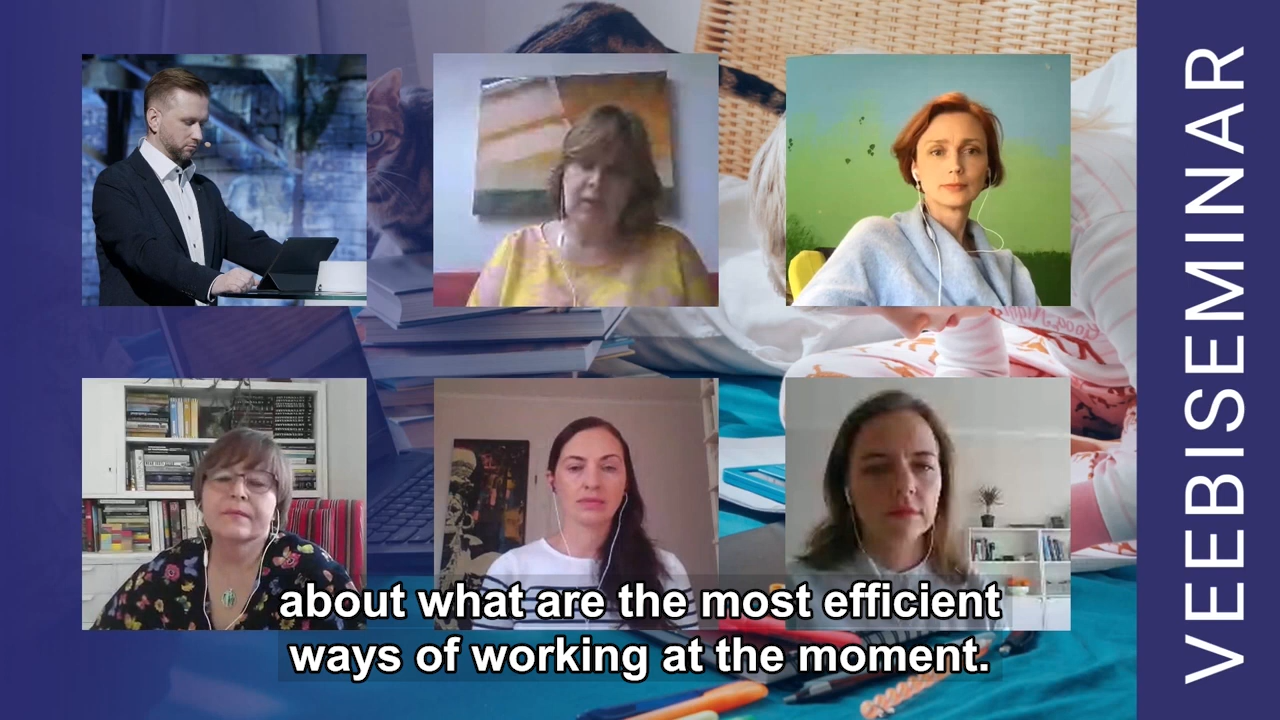 VEEBISEMINAR
about what are the most efficient
ways of working at the moment.